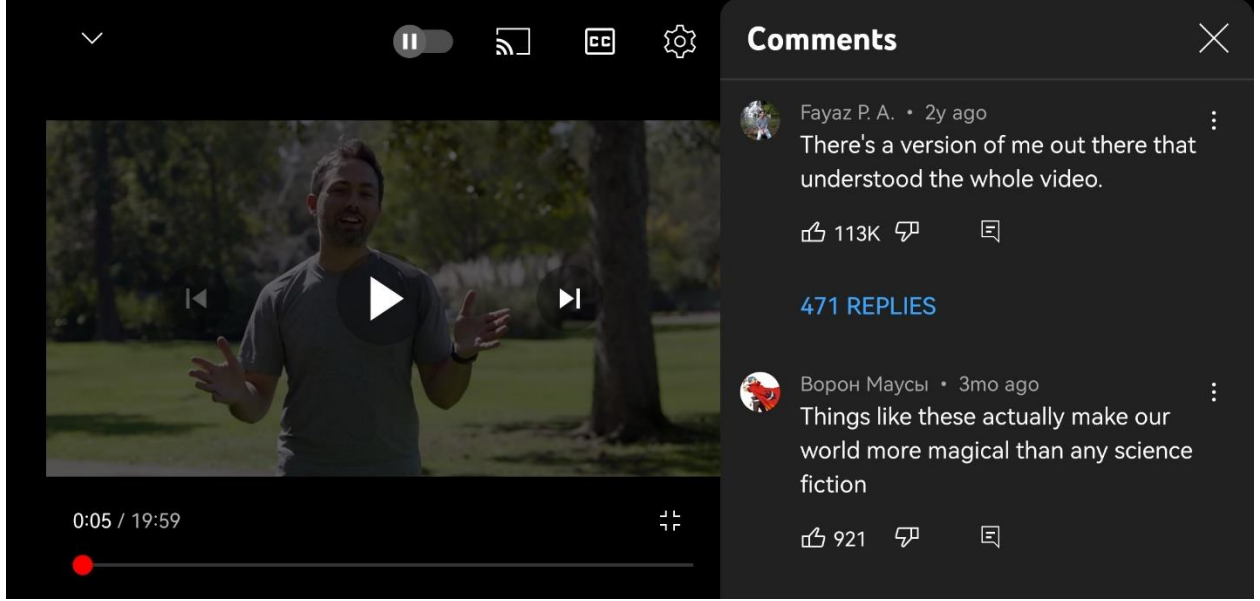 CC
0:05 / 19:59
Comments
Fayaz P. A. • 2y ago
There's a version of me out there that
understood the whole video.
113K
471 REPLIES
Ворон Маусы • 3mo ago
Things like these actually make our
world more magical than any science
fiction
921